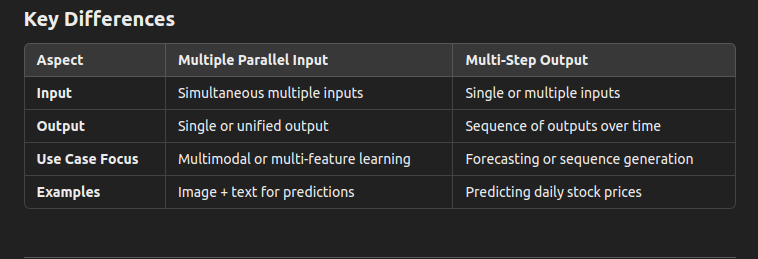 Key Differences
Aspect Multiple Parallel Input Multi-Step Output
Input Simultaneous multiple inputs Single or multiple inputs
Output Single or unified output Sequence of outputs over time
Use Case Focus Multimodal or multi-feature learning Forecasting or sequence generation
Examples Image + text for predictions Predicting daily stock prices